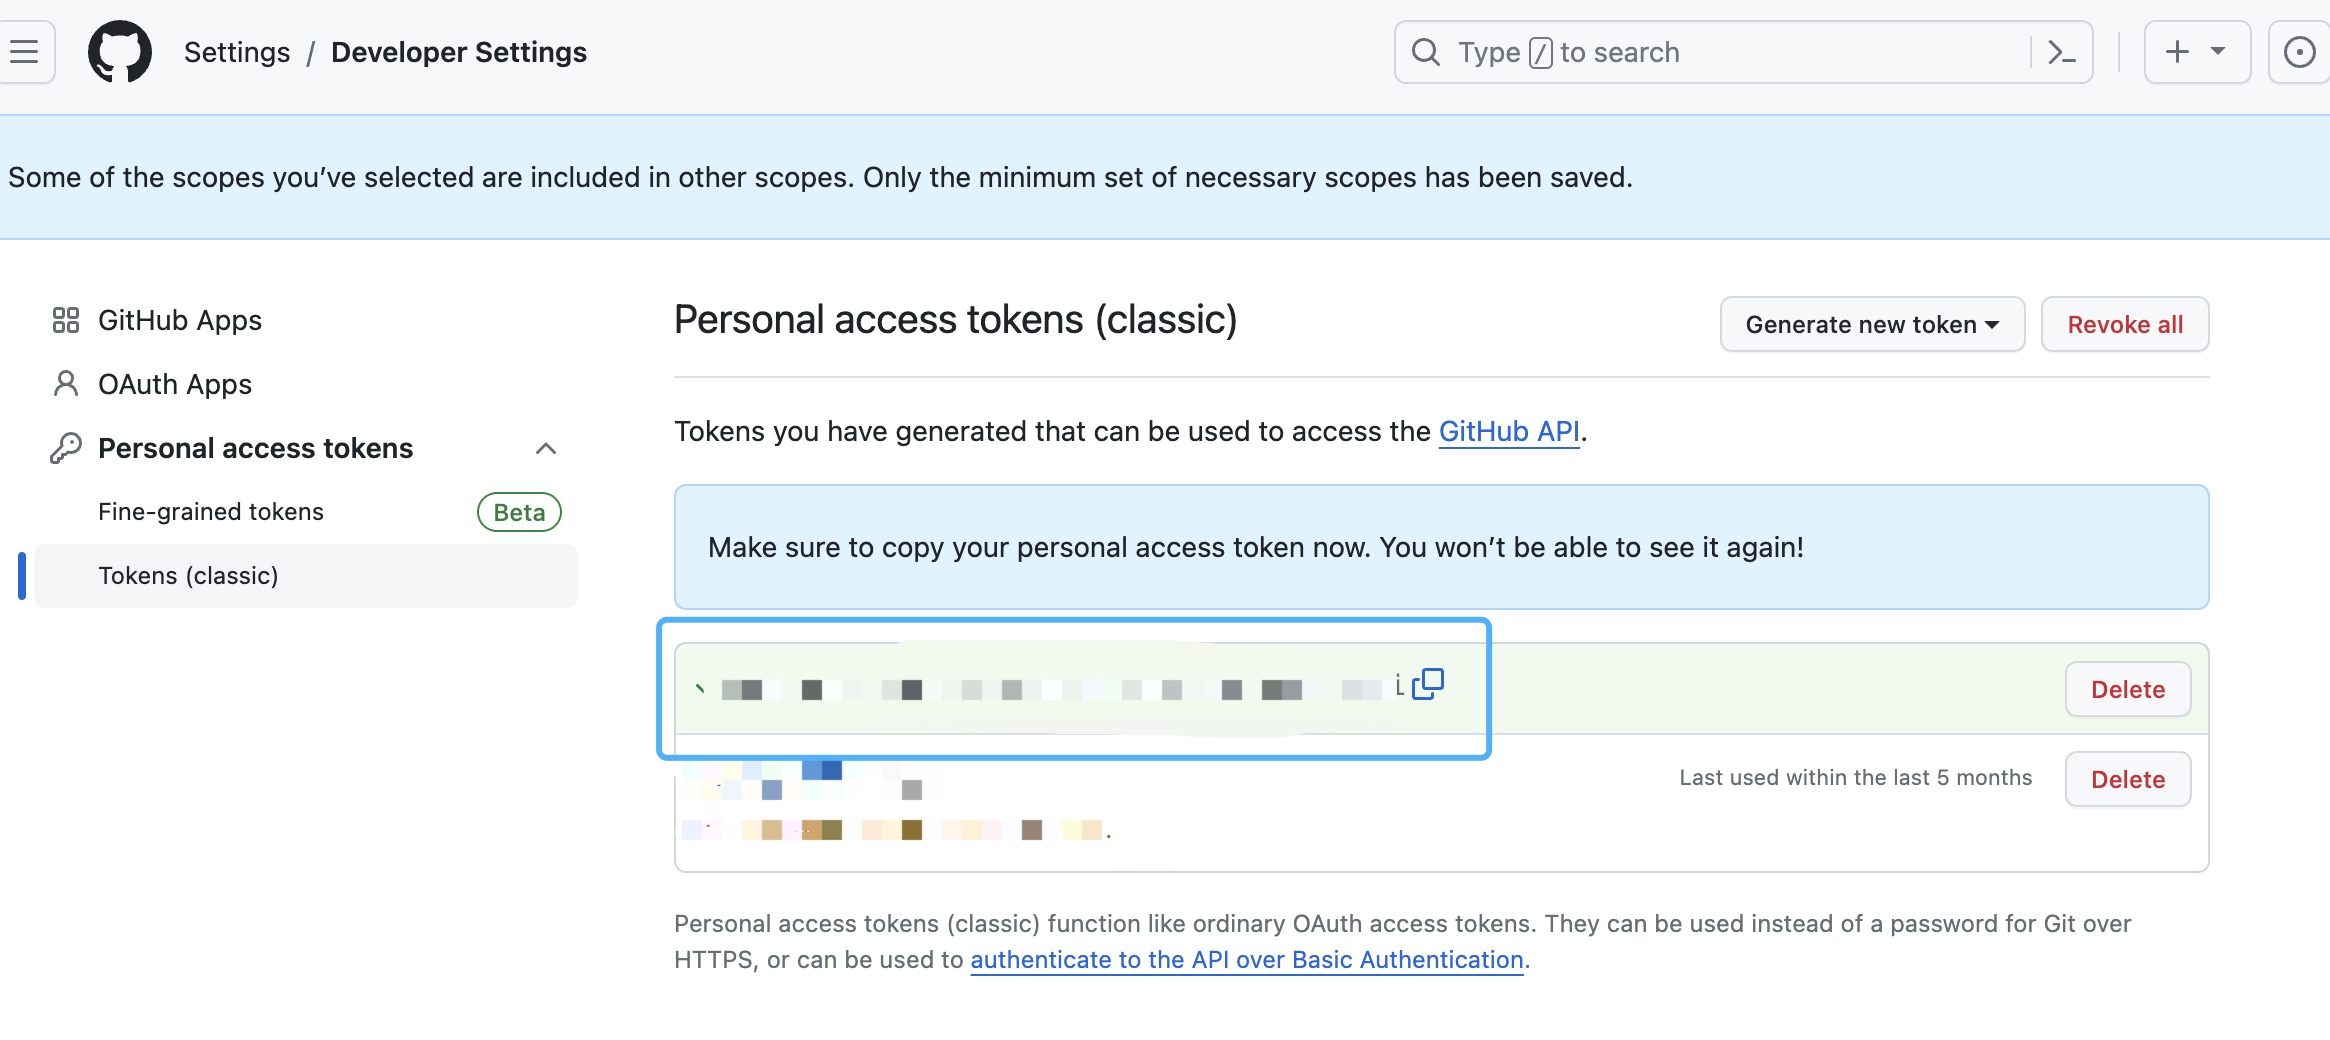 Settings / Developer Settings
Type / to search
Some of the scopes you’ve selected are included in other scopes. Only the minimum set of necessary scopes has been saved.
GitHub Apps
OAuth Apps
Personal access tokens
Fine-grained tokens Beta
Tokens (classic)
Personal access tokens (classic)
Generate new token
Revoke all
Tokens you have generated that can be used to access the GitHub API.
Make sure to copy your personal access token now. You won’t be able to see it again!
Delete
Last used within the last 5 months
Delete
Personal access tokens (classic) function like ordinary OAuth access tokens. They can be used instead of a password for Git over
HTTPS, or can be used to authenticate to the API over Basic Authentication.